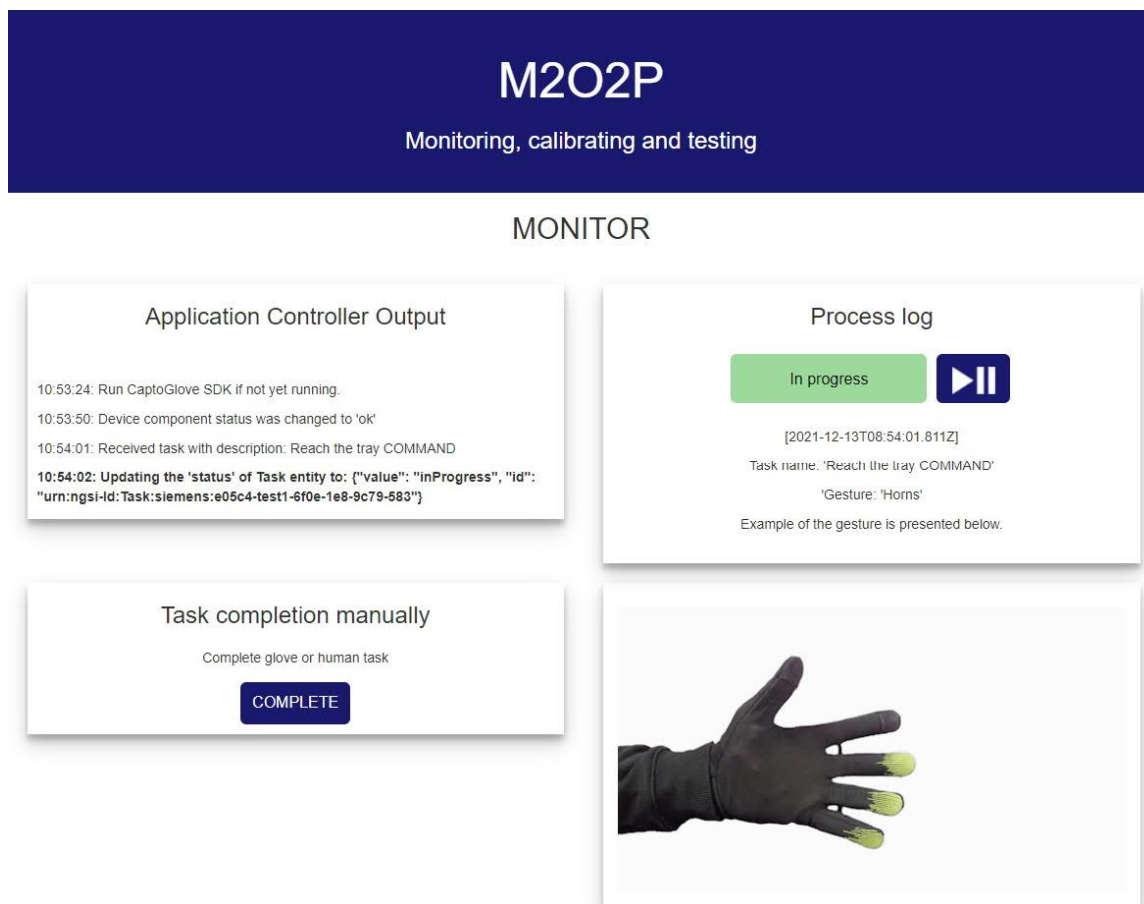 M2O2P
Monitoring, calibrating and testing
MONITOR
Application Controller Output
10:53:24: Run CaptoGlove SDK if not yet running.
10:53:50: Device component status was changed to 'ok'
10:54:01: Received task with description: Reach the tray COMMAND
10:54:02: Updating the 'status' of Task entity to: {"value": "inProgress", "id":
"urn:ngsi-ld:Task:siemens:e05c4-test1-6f0e-1e8-9c79-583"}
Process log
In progress
[2021-12-13T08:54:01.811Z]
Task name. 'Reach the tray COMMAND'
'Gesture: 'Horns'
Example of the gesture is presented below.
Task completion manually
Complete glove or human task
COMPLETE